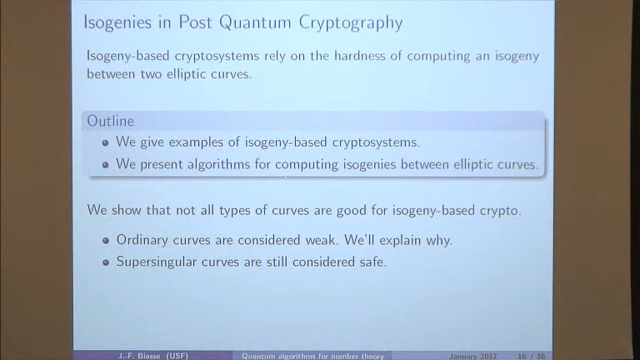 Isogenies in Post Quantum Cryptography
Isogeny-based cryptosystems rely on the hardness of computing an isogeny
between two elliptic curves.
Outline
We give examples of isogeny-based cryptosystems.
We present algorithms for computing isogenies between elliptic curves.
We show that not all types of curves are good for isogeny-based crypto.
Ordinary curves are considered weak. We'll explain why.
Supersingular curves are still considered safe.
J.-F. Biasse (USF) Quantum algorithms for number theory January 2017 16 / 36